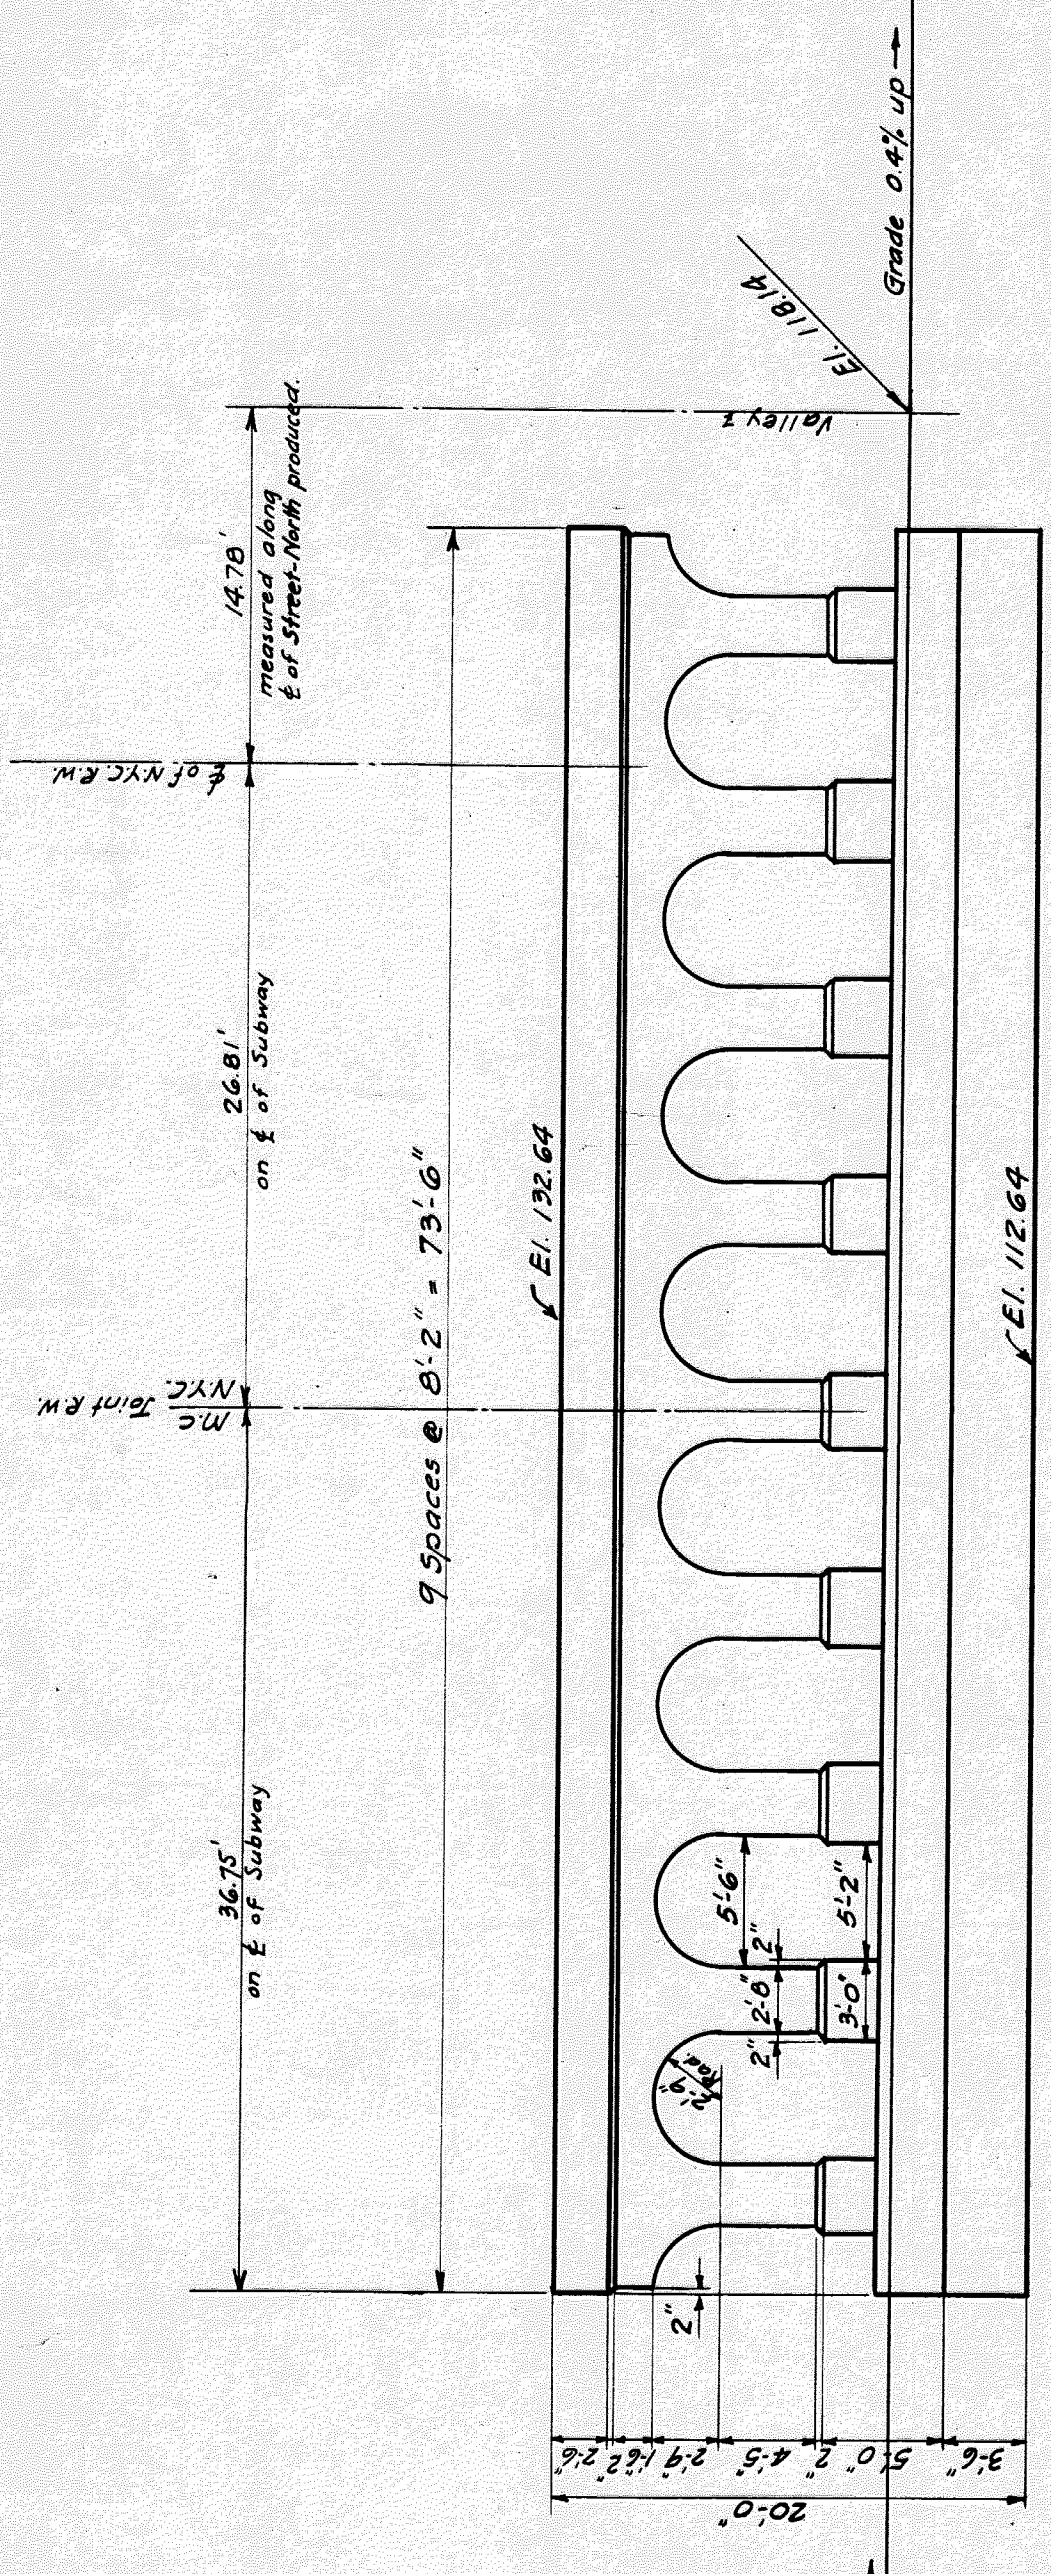 M.C. Joint R.W.
N.Y.C.
℄ of N.Y.C. R.W.
36.75'
on ℄ of Subway
26.81'
on ℄ of Subway
14.78'
measured along
℄ of Street-North produced.
9 Spaces @ 8'-2" = 73'-6"
El. 132.64
Valley ℄
El. 118.14
Grade 0.4% up
El. 112.64
2'-9"
Rad.
5'-6"
2"
2'-8"
2"
3'-0"
5'-2"
2"
2'-6"
2"
1'-6"
2'-9"
4'-5"
2"
5'-0"
3'-6"
20'-0"